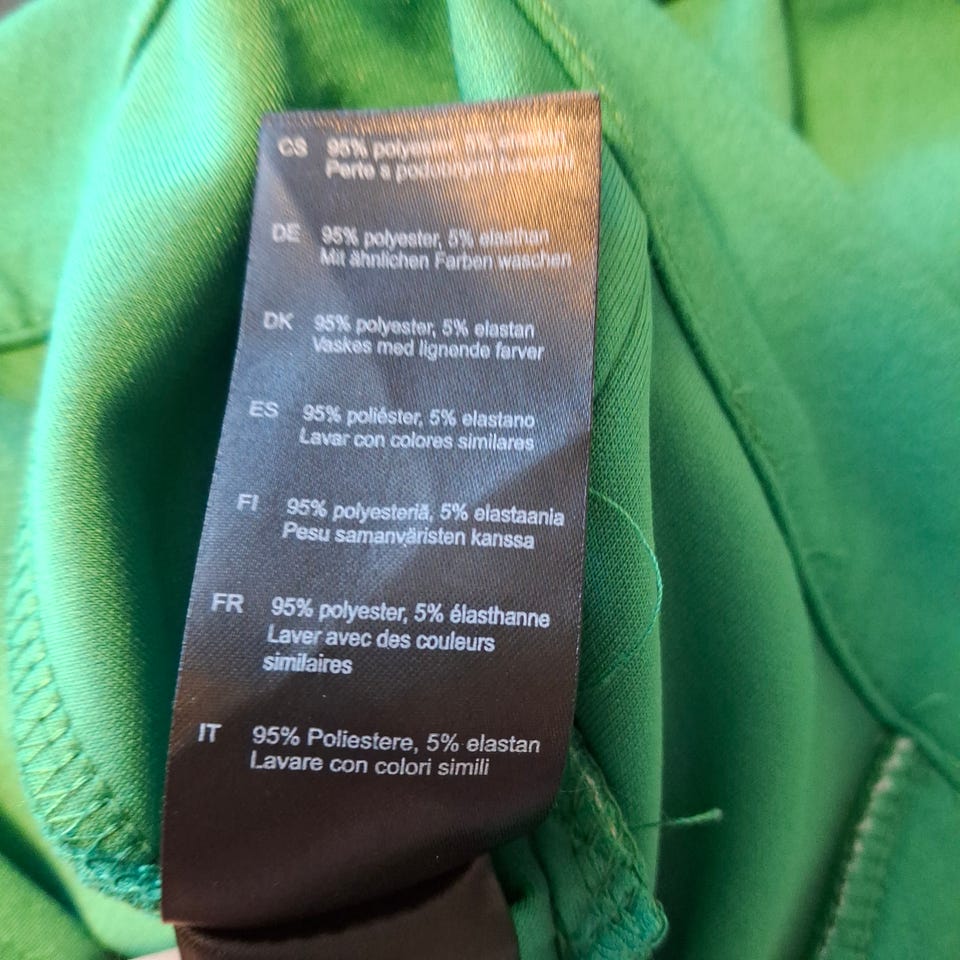 CS 95% polyester, 5%
Perte s podobnými barvami
DE 95% polyester, 5% elasthan
Mit ähnlichen Farben waschen
DK 95% polyester, 5% elastan
Vaskes med lignende farver
ES 95% poliéster, 5% elastano
Lavar con colores similares
FI 95% polyesteriä, 5% elastaania
Pesu samanväristen kanssa
FR 95% polyester, 5% élasthanne
Laver avec des couleurs
similaires
IT 95% Poliestere, 5% elastan
Lavare con colori simili